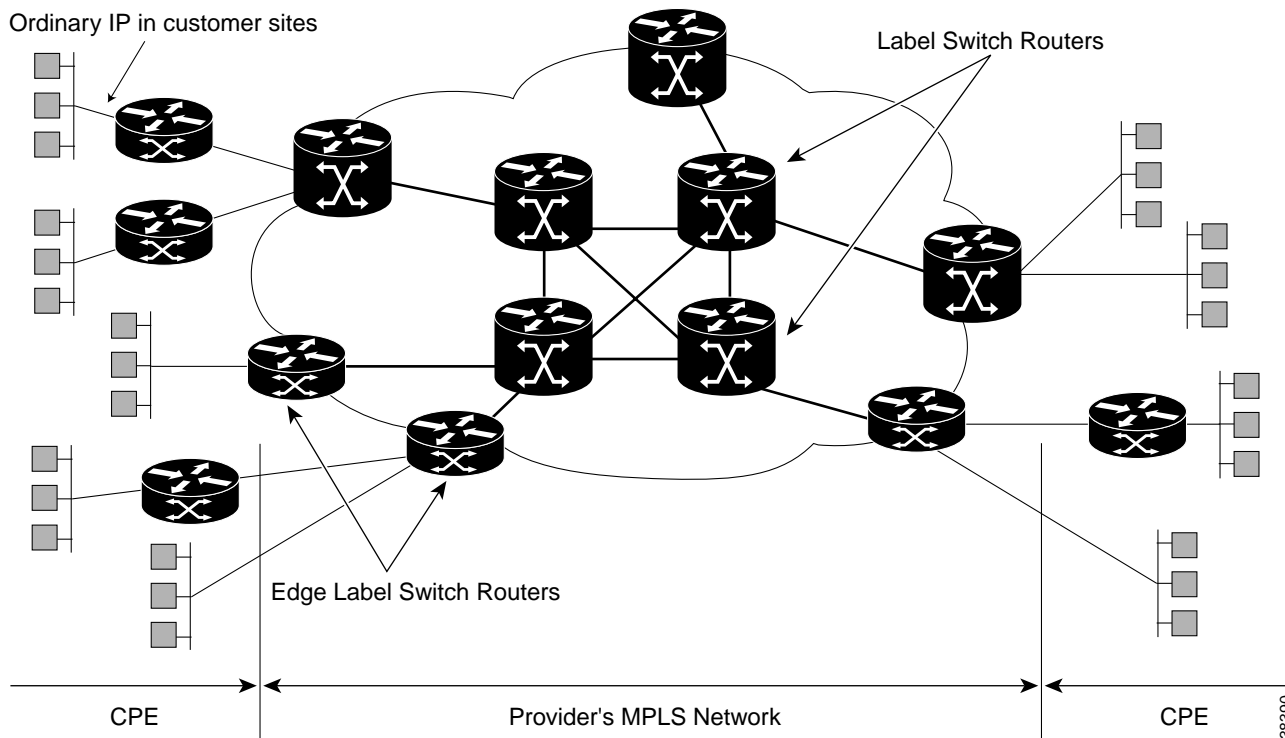 Ordinary IP in customer sites
Label Switch Routers
Edge Label Switch Routers
CPE
Provider's MPLS Network
CPE